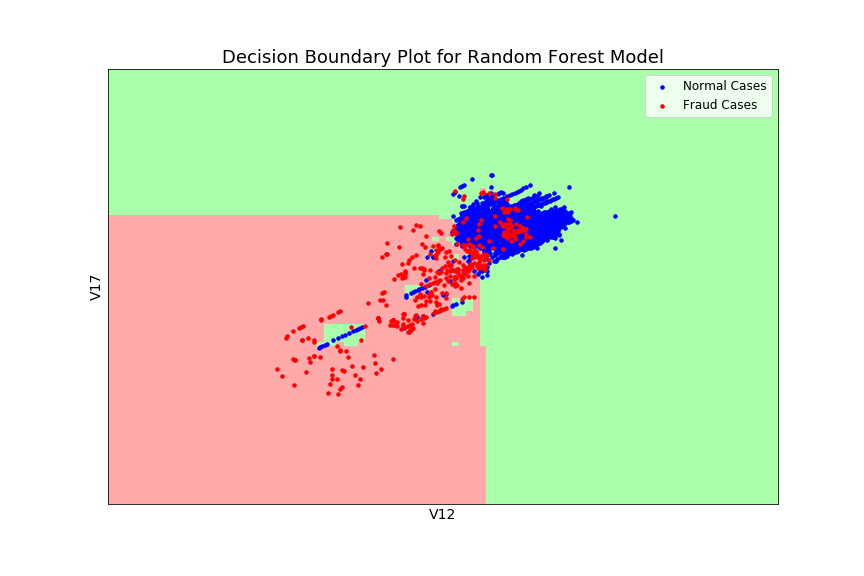 Decision Boundary Plot for Random Forest Model
Normal Cases
Fraud Cases
V17
V12